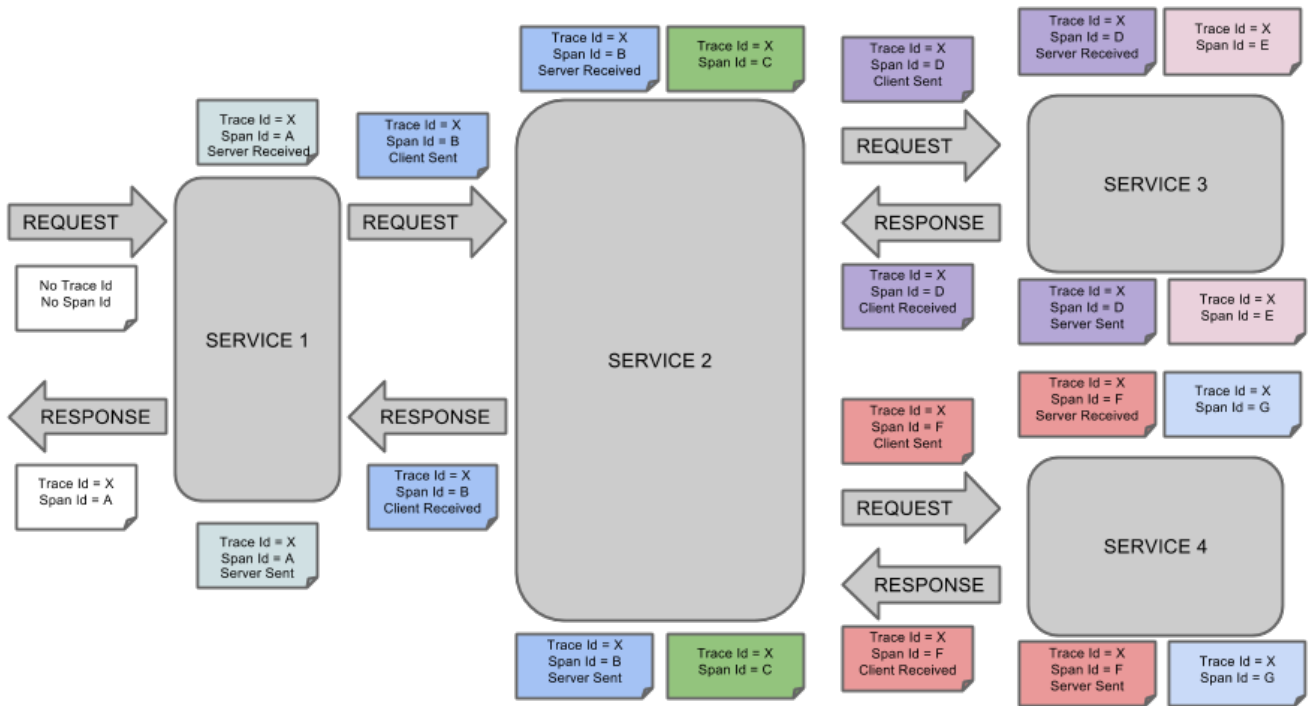 Trace Id = X
Span Id = B
Server Received
Trace Id = X
Span Id = C
Trace Id = X
Span Id = D
Client Sent
Trace Id = X
Span Id = D
Server Received
Trace Id = X
Span Id = E
Trace Id = X
Span Id = A
Server Received
Trace Id = X
Span Id = B
Client Sent
REQUEST
SERVICE 3
REQUEST
REQUEST
RESPONSE
No Trace Id
No Span Id
Trace Id = X
Span Id = D
Client Received
Trace Id = X
Span Id = D
Server Sent
Trace Id = X
Span Id = E
SERVICE 1
SERVICE 2
RESPONSE
RESPONSE
Trace Id = X
Span Id = F
Client Sent
Trace Id = X
Span Id = F
Server Received
Trace Id = X
Span Id = G
Trace Id = X
Span Id = A
Trace Id = X
Span Id = B
Client Received
REQUEST
SERVICE 4
Trace Id = X
Span Id = A
Server Sent
RESPONSE
Trace Id = X
Span Id = B
Server Sent
Trace Id = X
Span Id = C
Trace Id = X
Span Id = F
Client Received
Trace Id = X
Span Id = F
Server Sent
Trace Id = X
Span Id = G